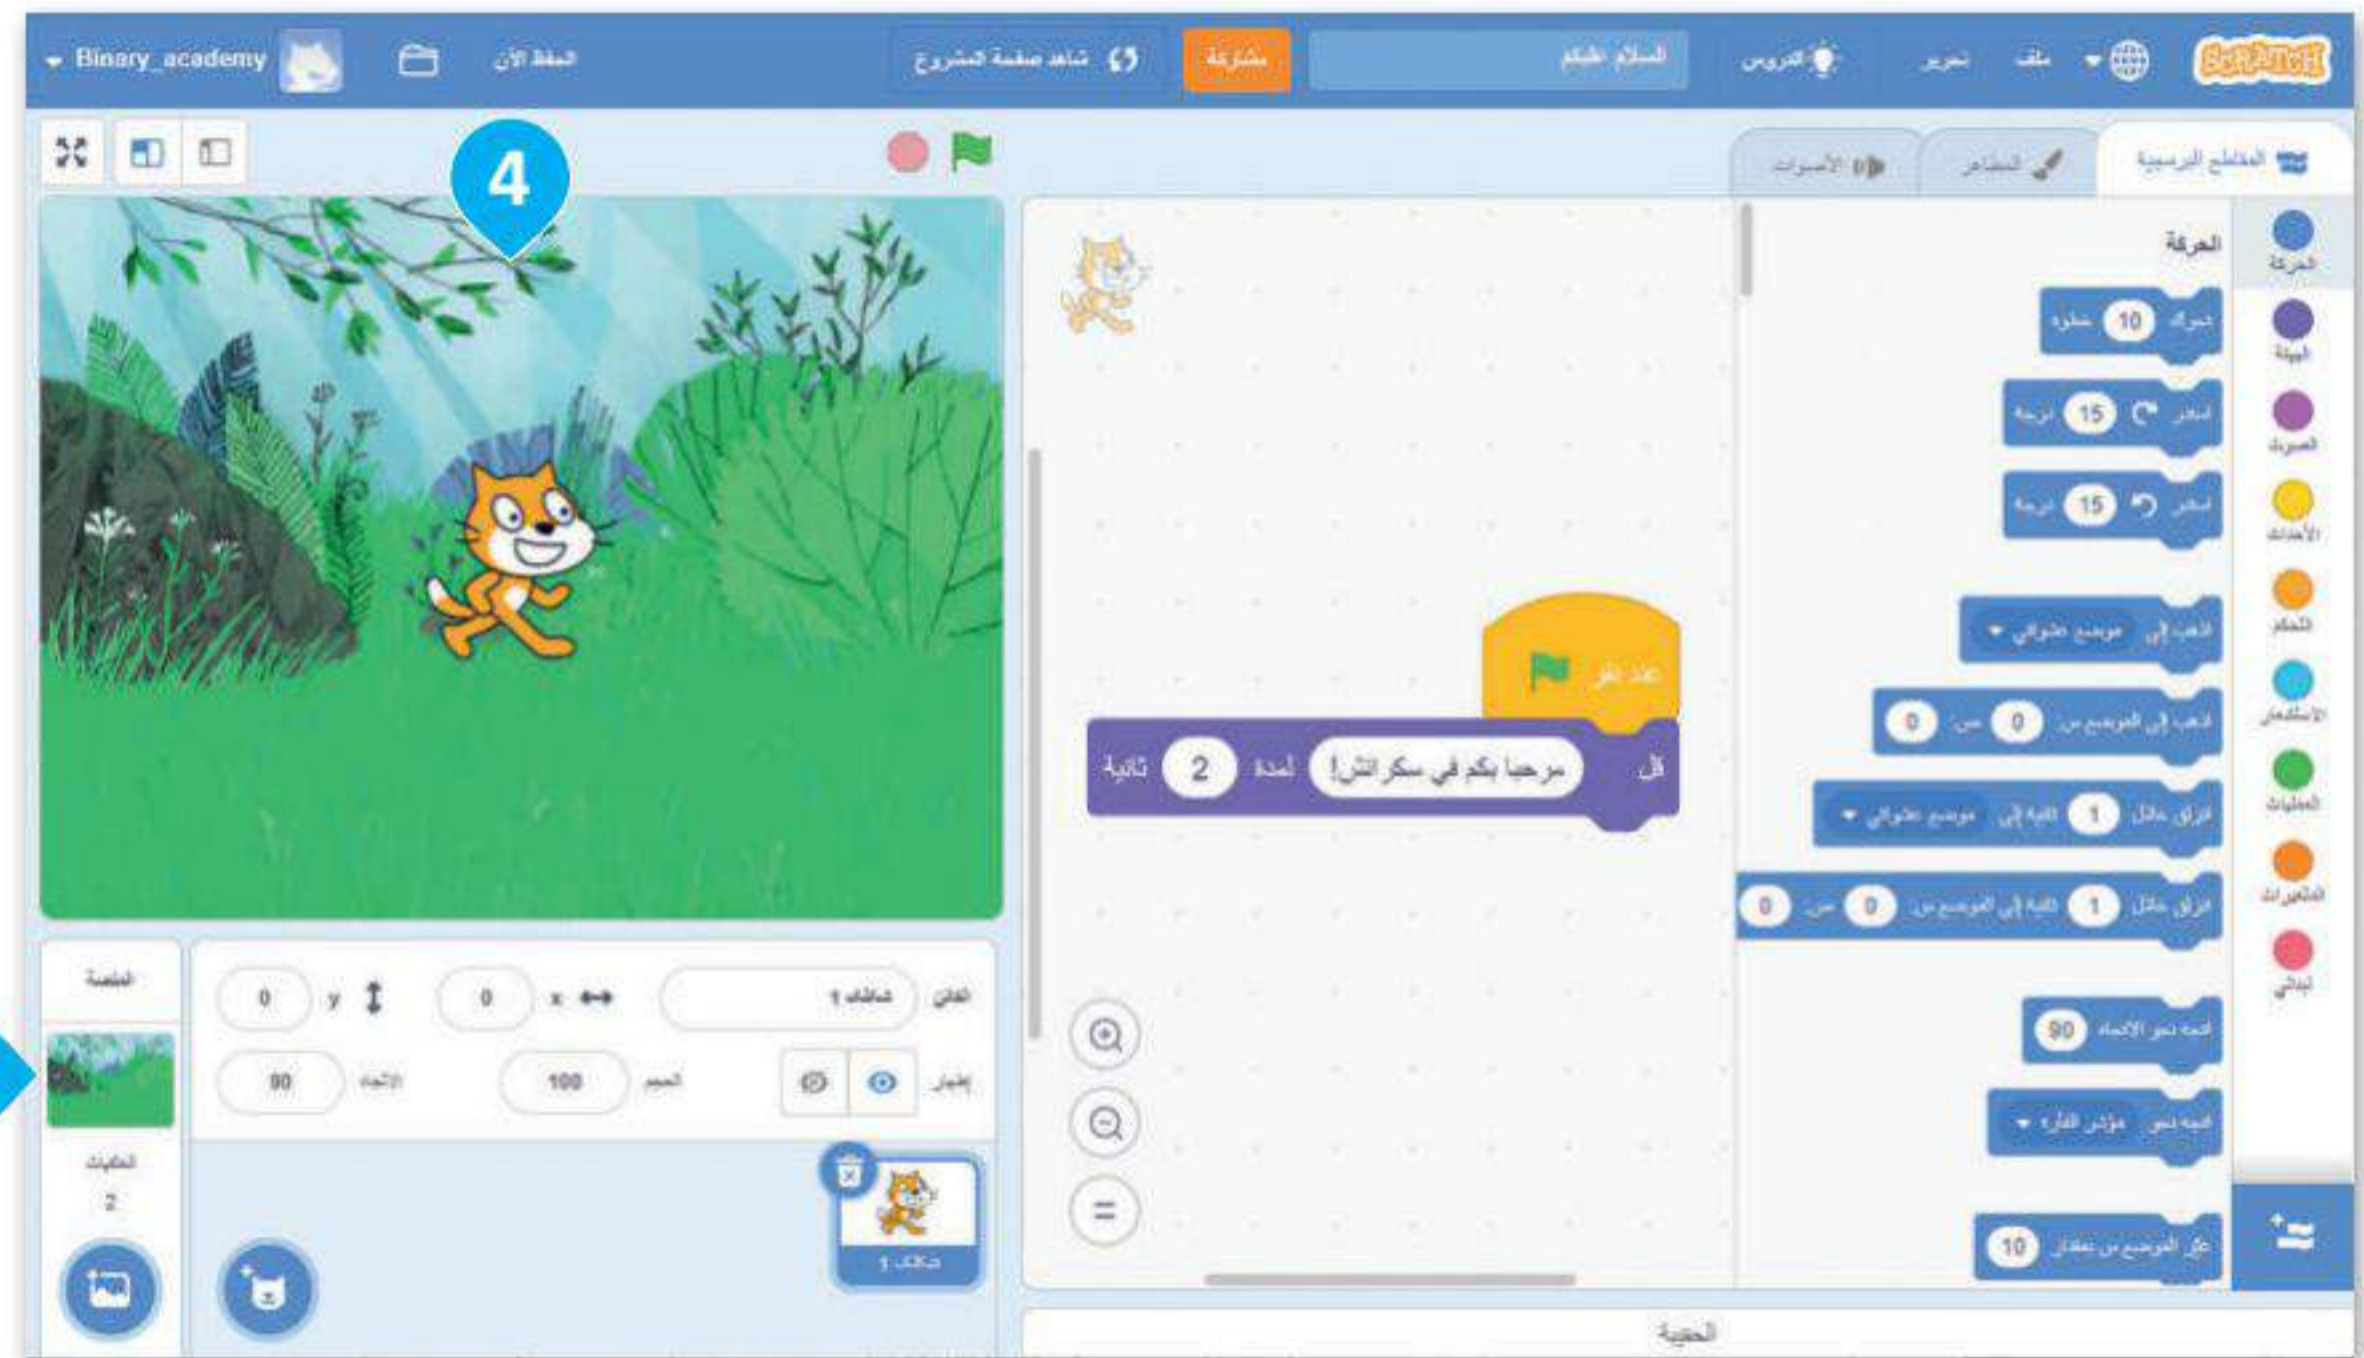 SCRATCH ملف تحرير الدروس السلام عليكم مشاركة شاهد صفحة المشروع الحفظ الآن Binary_academy
المقاطع البرمجية المظاهر الأصوات
4
الحركة
الهيئة
الصوت
الأحداث
التحكم
الاستشعار
العمليات
المتغيرات
لبناتي
الحركة
تحرك 10 خطوة
استدر 15 درجة
استدر 15 درجة
اذهب إلى موضع عشوائي
اذهب إلى الموضع س: 0 ص: 0
انزلق خلال 1 ثانية إلى موضع عشوائي
انزلق خلال 1 ثانية إلى الموضع س: 0 ص: 0
اتجه نحو الاتجاه 90
اتجه نحو مؤشر الفأرة
غيّر الموضع س بمقدار 10
عند نقر
قل مرحبا بكم في سكراتش! لمدة 2 ثانية
الكائن 1 x 0 y 0
إظهار الحجم 100 الاتجاه 90
1
المنصة
الخلفيات
2
الحقيبة